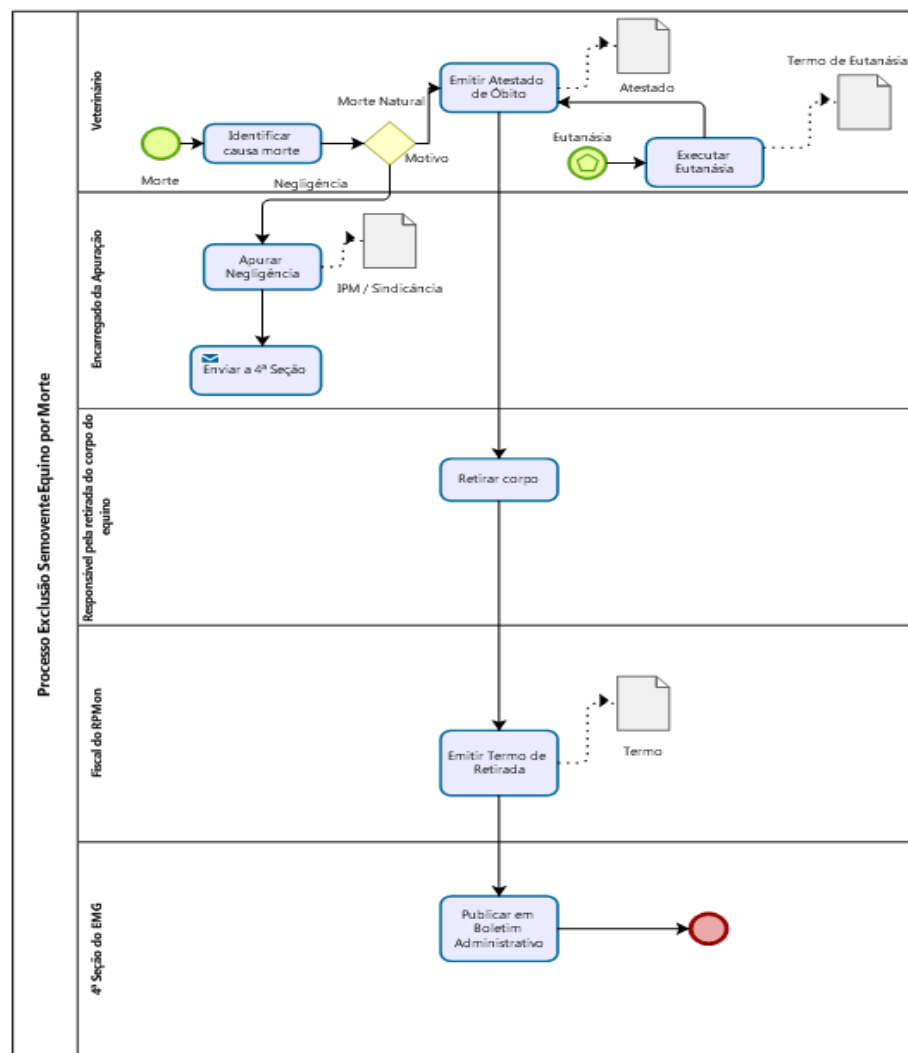 Processo Exclusão Semovente Equino por Morte
Veterinário
Morte
Identificar
causa morte
Morte Natural
Motivo
Negligência
Emitir Atestado
de Óbito
Atestado
Eutanásia
Executar
Eutanásia
Termo de Eutanásia
Encarregado da Apuração
Apurar
Negligência
IPM / Sindicância
Enviar a 4ª Seção
Responsável pela retirada do corpo do
equino
Retirar corpo
Fiscal do RPMon
Emitir Termo de
Retirada
Termo
4ª Seção do EMG
Publicar em
Boletim
Administrativo